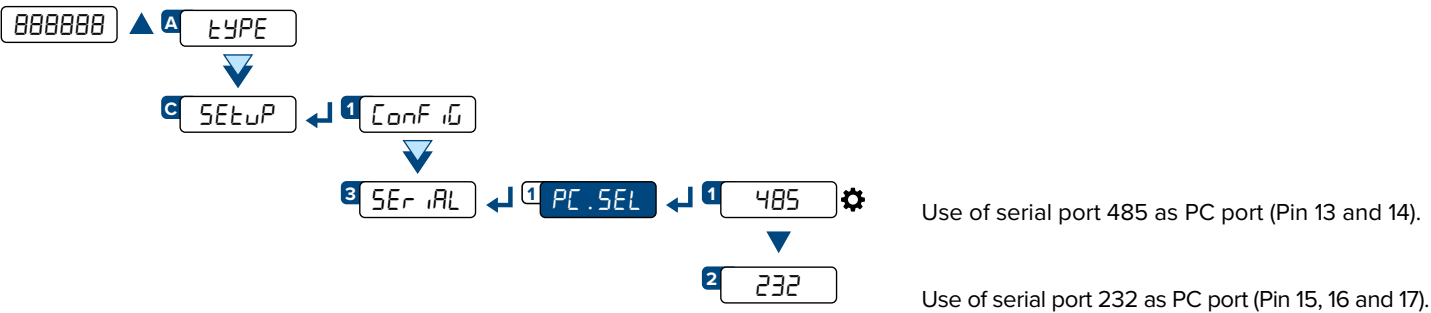 888888 A tYPE
C SEtuP 1 ConFiG
3 SEriAL 1 PC.SEL 1 485 Use of serial port 485 as PC port (Pin 13 and 14).
2 232 Use of serial port 232 as PC port (Pin 15, 16 and 17).